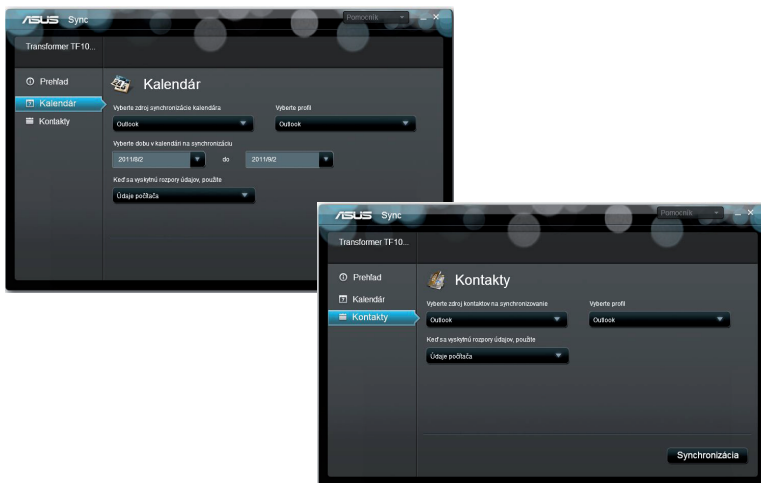 ASUS Sync
Pomocník
Transformer TF10...
Prehľad
Kalendár
Kontakty
Kalendár
Vyberte zdroj synchronizácie kalendára
Vyberte profil
Outlook
Outlook
Vyberte dobu v kalendári na synchronizáciu
2011/8/2
do
2011/9/2
Keď sa vyskytnú rozpory údajov, použite
Údaje počítača
ASUS Sync
Pomocník
Transformer TF10...
Prehľad
Kalendár
Kontakty
Kontakty
Vyberte zdroj kontaktov na synchronizovanie
Vyberte profil
Outlook
Outlook
Keď sa vyskytnú rozpory údajov, použite
Údaje počítača
Synchronizácia